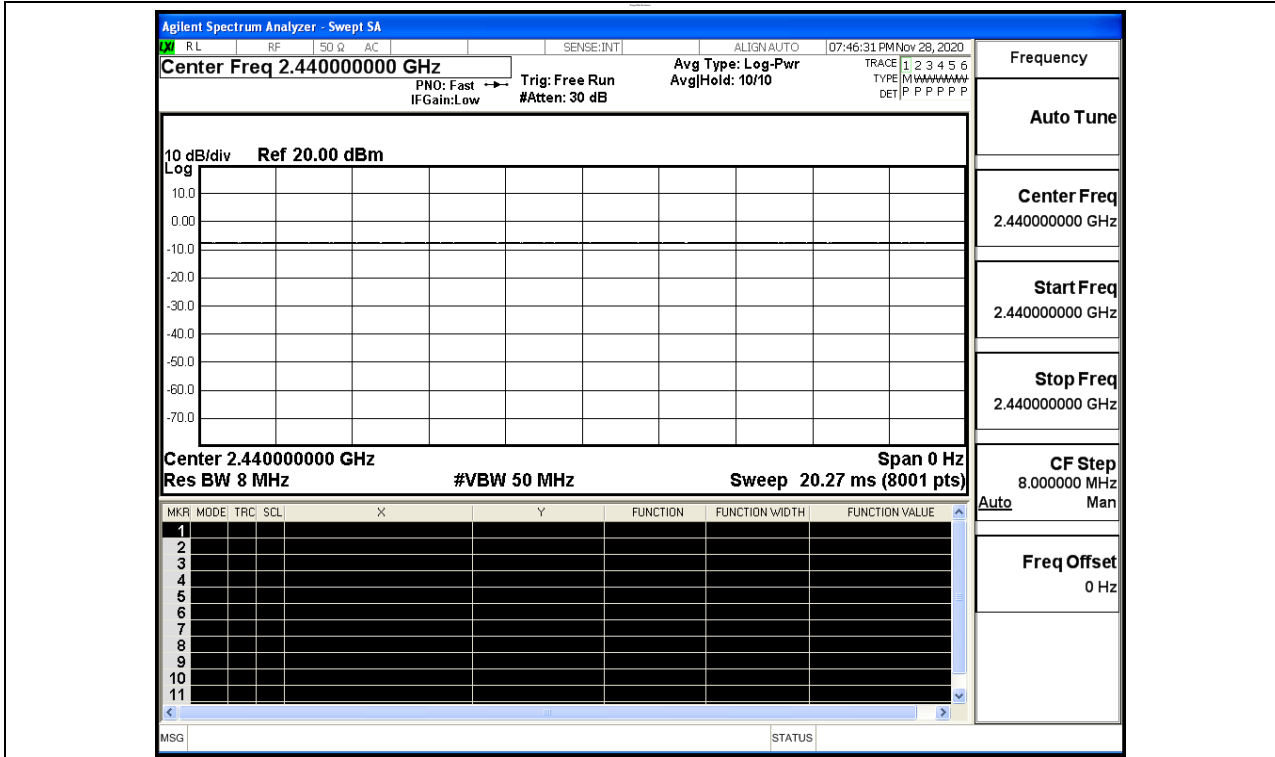 Agilent Spectrum Analyzer - Swept SA
LXI RL RF 50 Ω AC SENSE:INT ALIGN AUTO 07:46:31 PM Nov 28, 2020
Center Freq 2.440000000 GHz
PNO: Fast
IFGain:Low
Trig: Free Run
#Atten: 30 dB
Avg Type: Log-Pwr
Avg|Hold: 10/10
TRACE 1 2 3 4 5 6
TYPE M WWWWW
DET P P P P P P
10 dB/div Ref 20.00 dBm
Log
10.0
0.00
-10.0
-20.0
-30.0
-40.0
-50.0
-60.0
-70.0
Center 2.440000000 GHz Span 0 Hz
Res BW 8 MHz #VBW 50 MHz Sweep 20.27 ms (8001 pts)
MKR MODE TRC SCL X Y FUNCTION FUNCTION WIDTH FUNCTION VALUE
1
2
3
4
5
6
7
8
9
10
11
MSG STATUS
Frequency
Auto Tune
Center Freq
2.440000000 GHz
Start Freq
2.440000000 GHz
Stop Freq
2.440000000 GHz
CF Step
8.000000 MHz
Auto Man
Freq Offset
0 Hz